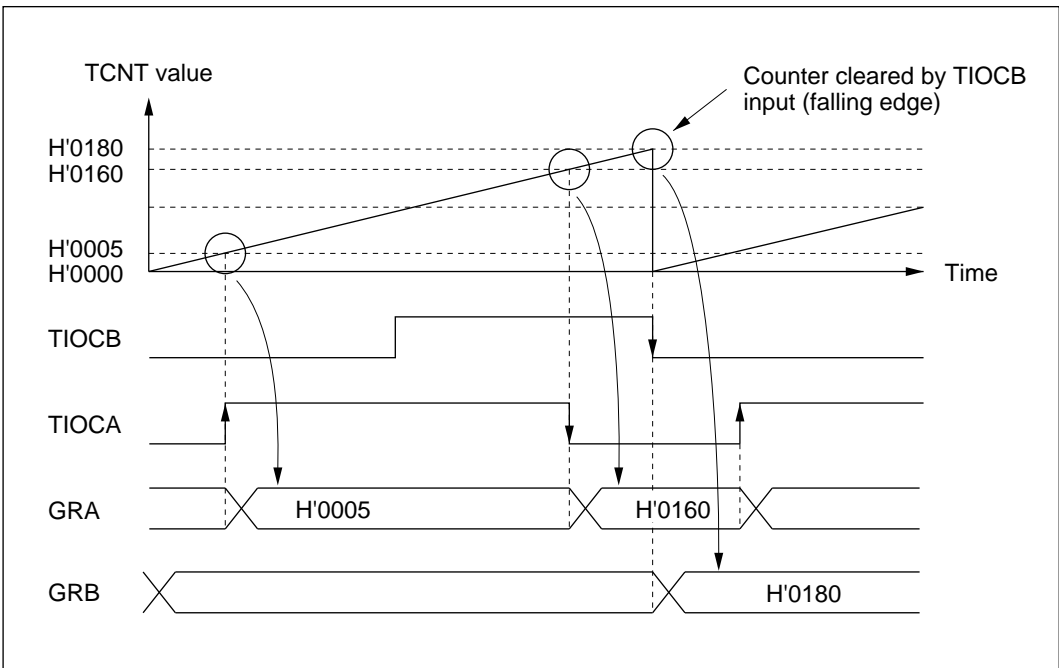 TCNT value
Counter cleared by TIOCB
input (falling edge)
H'0180
H'0160
H'0005
H'0000
Time
TIOCB
TIOCA
GRA
H'0005
H'0160
GRB
H'0180